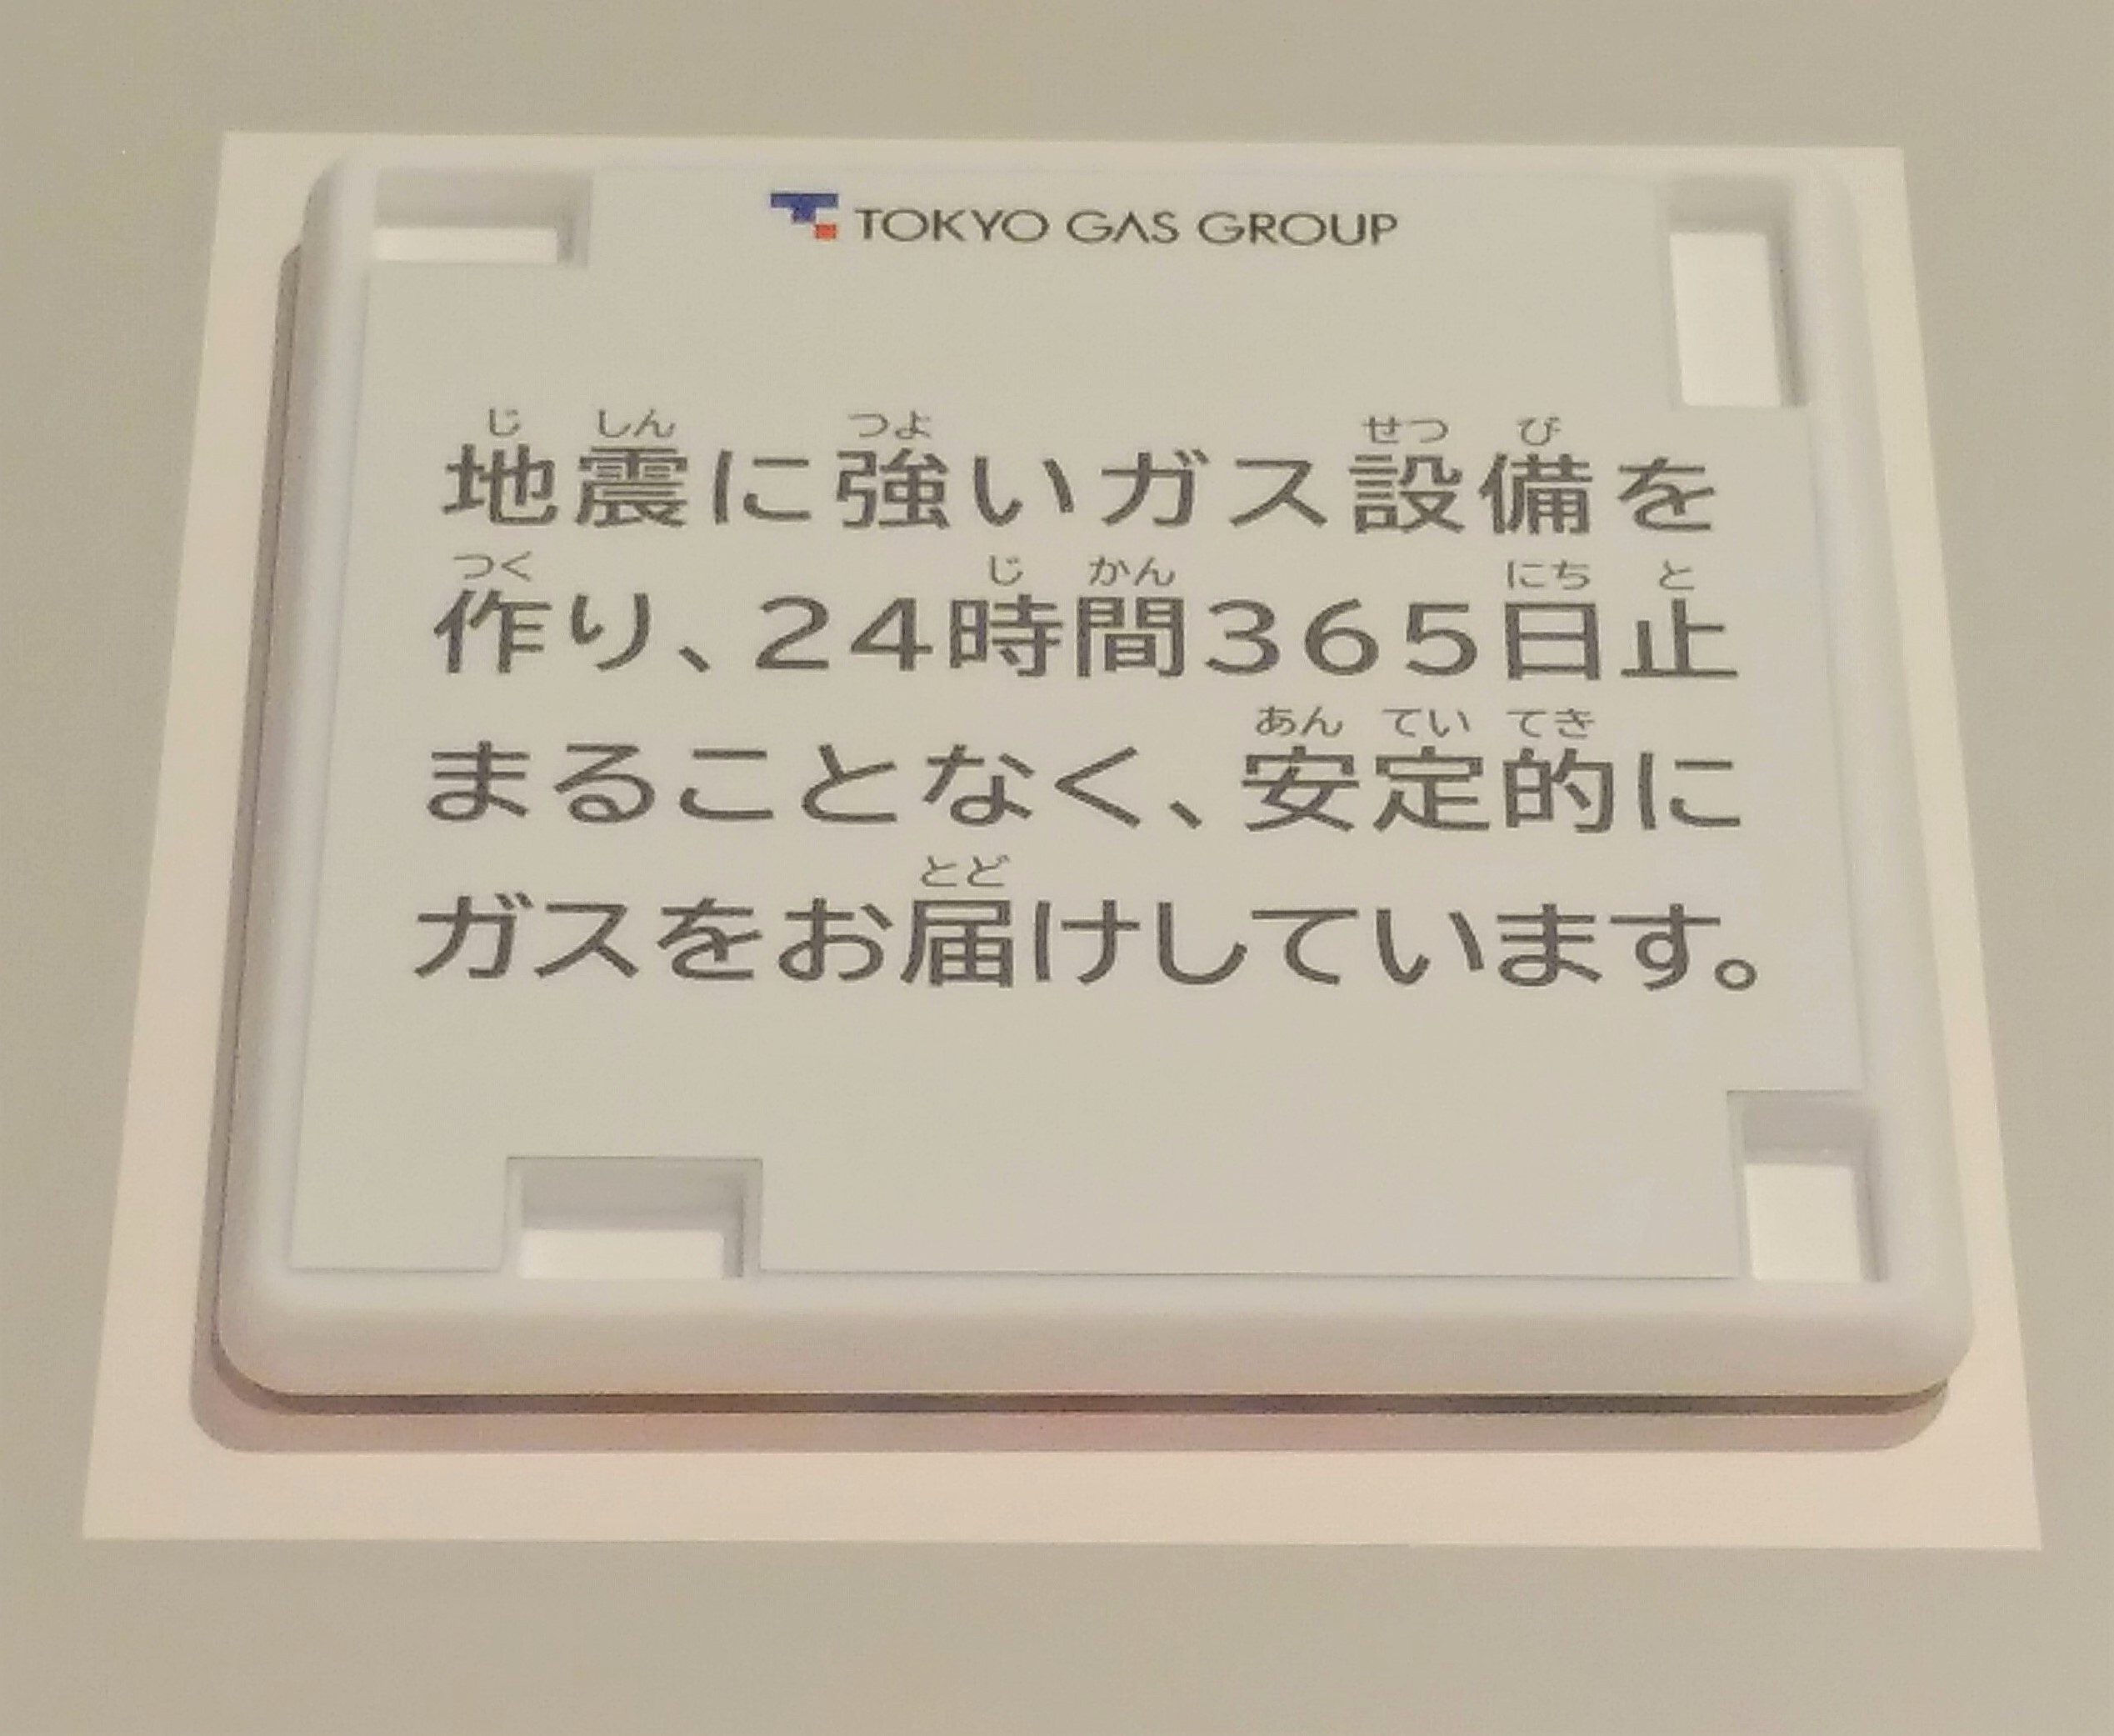 TOKYO GAS GROUP
じ しん つよ せつ び
地震に強いガス設備を
つく じ かん にち と
作り、24時間365日止
あん てい てき
まることなく、安定的に
とど
ガスをお届けしています。